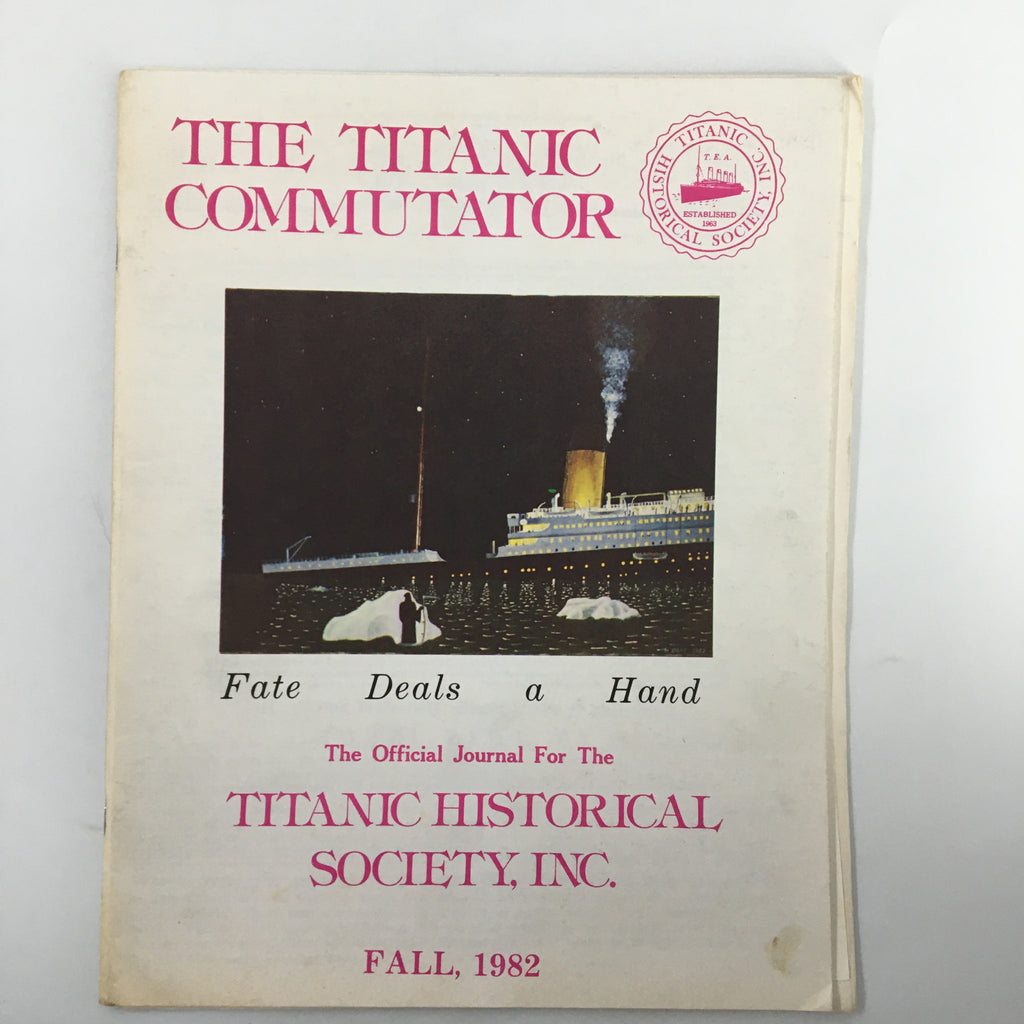 THE TITANIC
COMMUTATOR
TITANIC HISTORICAL SOCIETY, INC.
T.E.A.
ESTABLISHED
1963
Fate Deals a Hand
The Official Journal For The
TITANIC HISTORICAL
SOCIETY, INC.
FALL, 1982